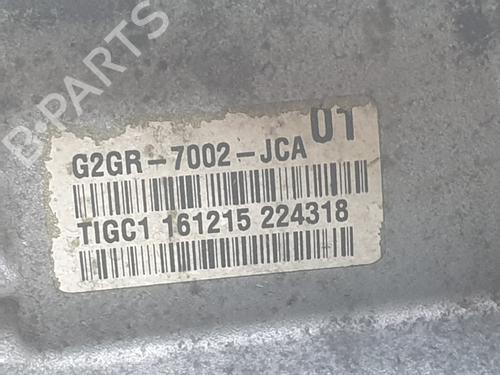 B-PARTS
01
G2GR-7002-JCA
TIGC1 161215 224318